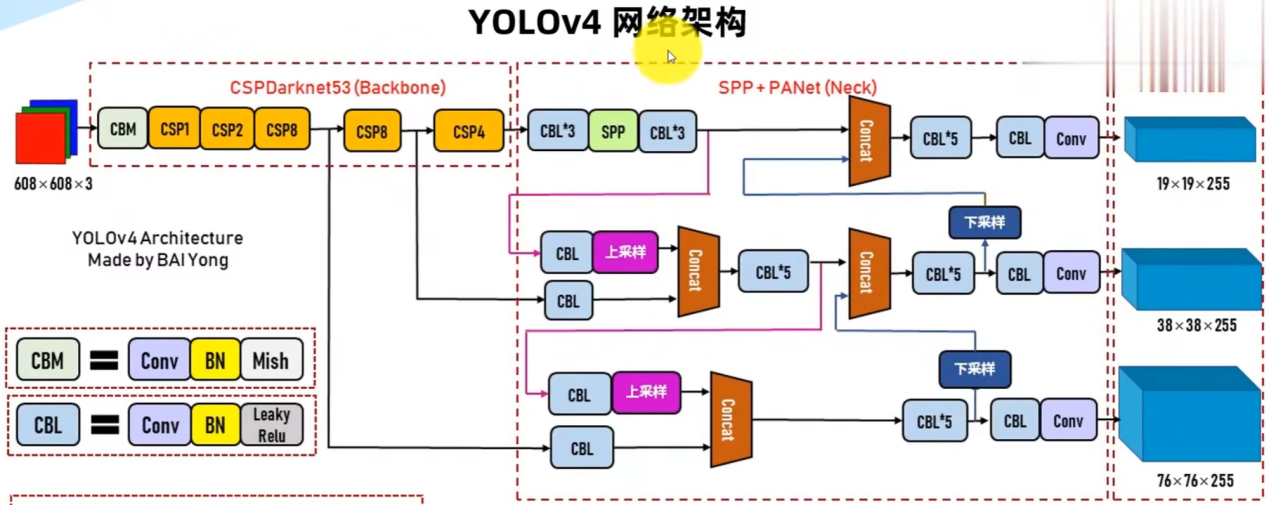 YOLOv4 网络架构
CSPDarknet53 (Backbone)
SPP + PANet (Neck)
CBM CSP1 CSP2 CSP8 CSP8 CSP4 CBL*3 SPP CBL*3 Concat CBL*5 CBL Conv
608×608×3
19×19×255
下采样
YOLOv4 Architecture
Made by BAI Yong
CBL 上采样 Concat CBL*5 Concat CBL*5 CBL Conv
CBL
38×38×255
CBM = Conv BN Mish
下采样
CBL 上采样 Concat CBL*5 CBL Conv
CBL
CBL = Conv BN Leaky
Relu
76×76×255